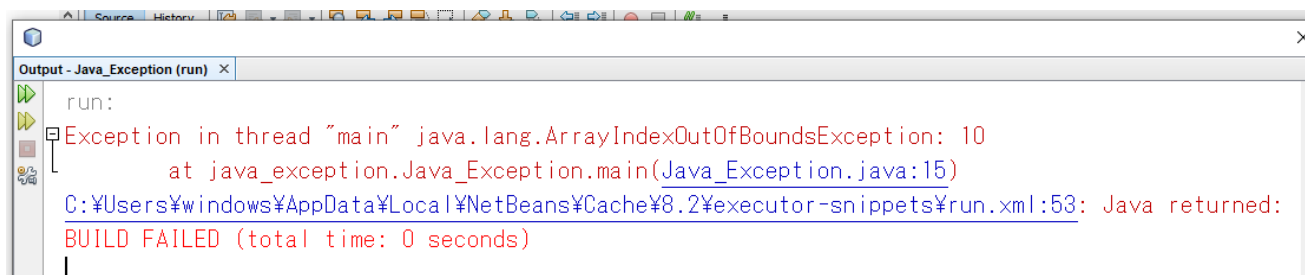 Source History
Output - Java_Exception (run) ×
run:
Exception in thread "main" java.lang.ArrayIndexOutOfBoundsException: 10
at java_exception.Java_Exception.main(Java_Exception.java:15)
C:¥Users¥windows¥AppData¥Local¥NetBeans¥Cache¥8.2¥executor-snippets¥run.xml:53: Java returned:
BUILD FAILED (total time: 0 seconds)